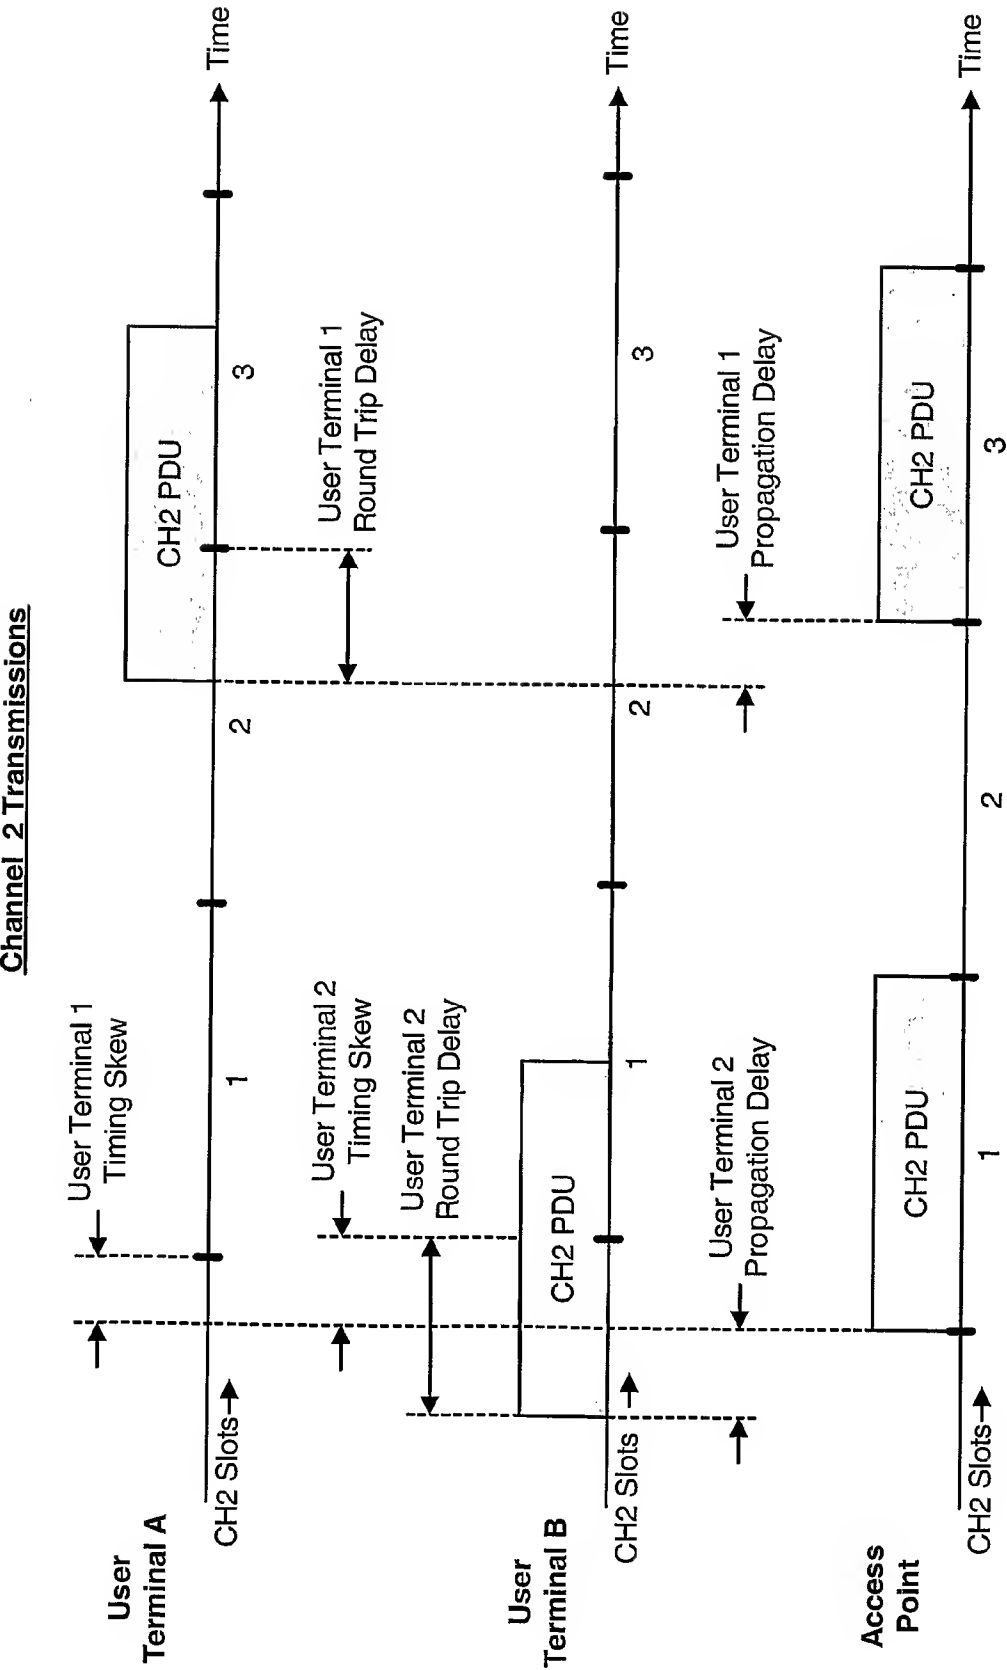 Channel 2 Transmissions
User
Terminal A
CH2 Slots
User Terminal 1
Timing Skew
1
2
CH2 PDU
3
Time
User Terminal 1
Round Trip Delay
User Terminal 2
Timing Skew
User Terminal 2
Round Trip Delay
User
Terminal B
CH2 Slots
CH2 PDU
1
2
3
Time
User Terminal 2
Propagation Delay
User Terminal 1
Propagation Delay
Access
Point
CH2 Slots
CH2 PDU
1
2
CH2 PDU
3
Time